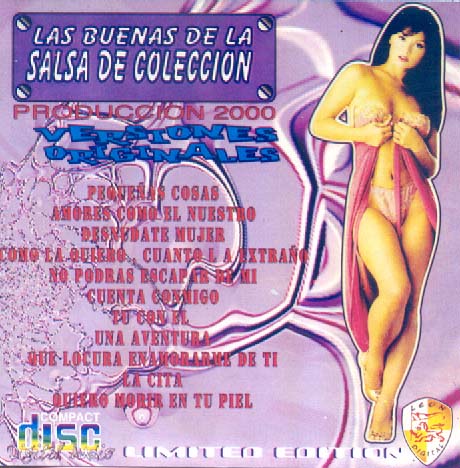 LAS BUENAS DE LA
SALSA DE COLECCION
PRODUCCION 2000
VERSIONES
ORIGINALES
PEQUEÑAS COSAS
AMORES COMO EL NUESTRO
DESNUDATE MUJER
COMO LA QUIERO, CUANTO LA EXTRAÑO
NO PODRAS ESCAPAR DE MI
CUENTA CONMIGO
TU CON EL
UNA AVENTURA
QUE LOCURA ENAMORARME DE TI
LA CITA
QUIERO MORIR EN TU PIEL
COMPACT
disc
LIMITED EDITION
LEON
DIGITAL